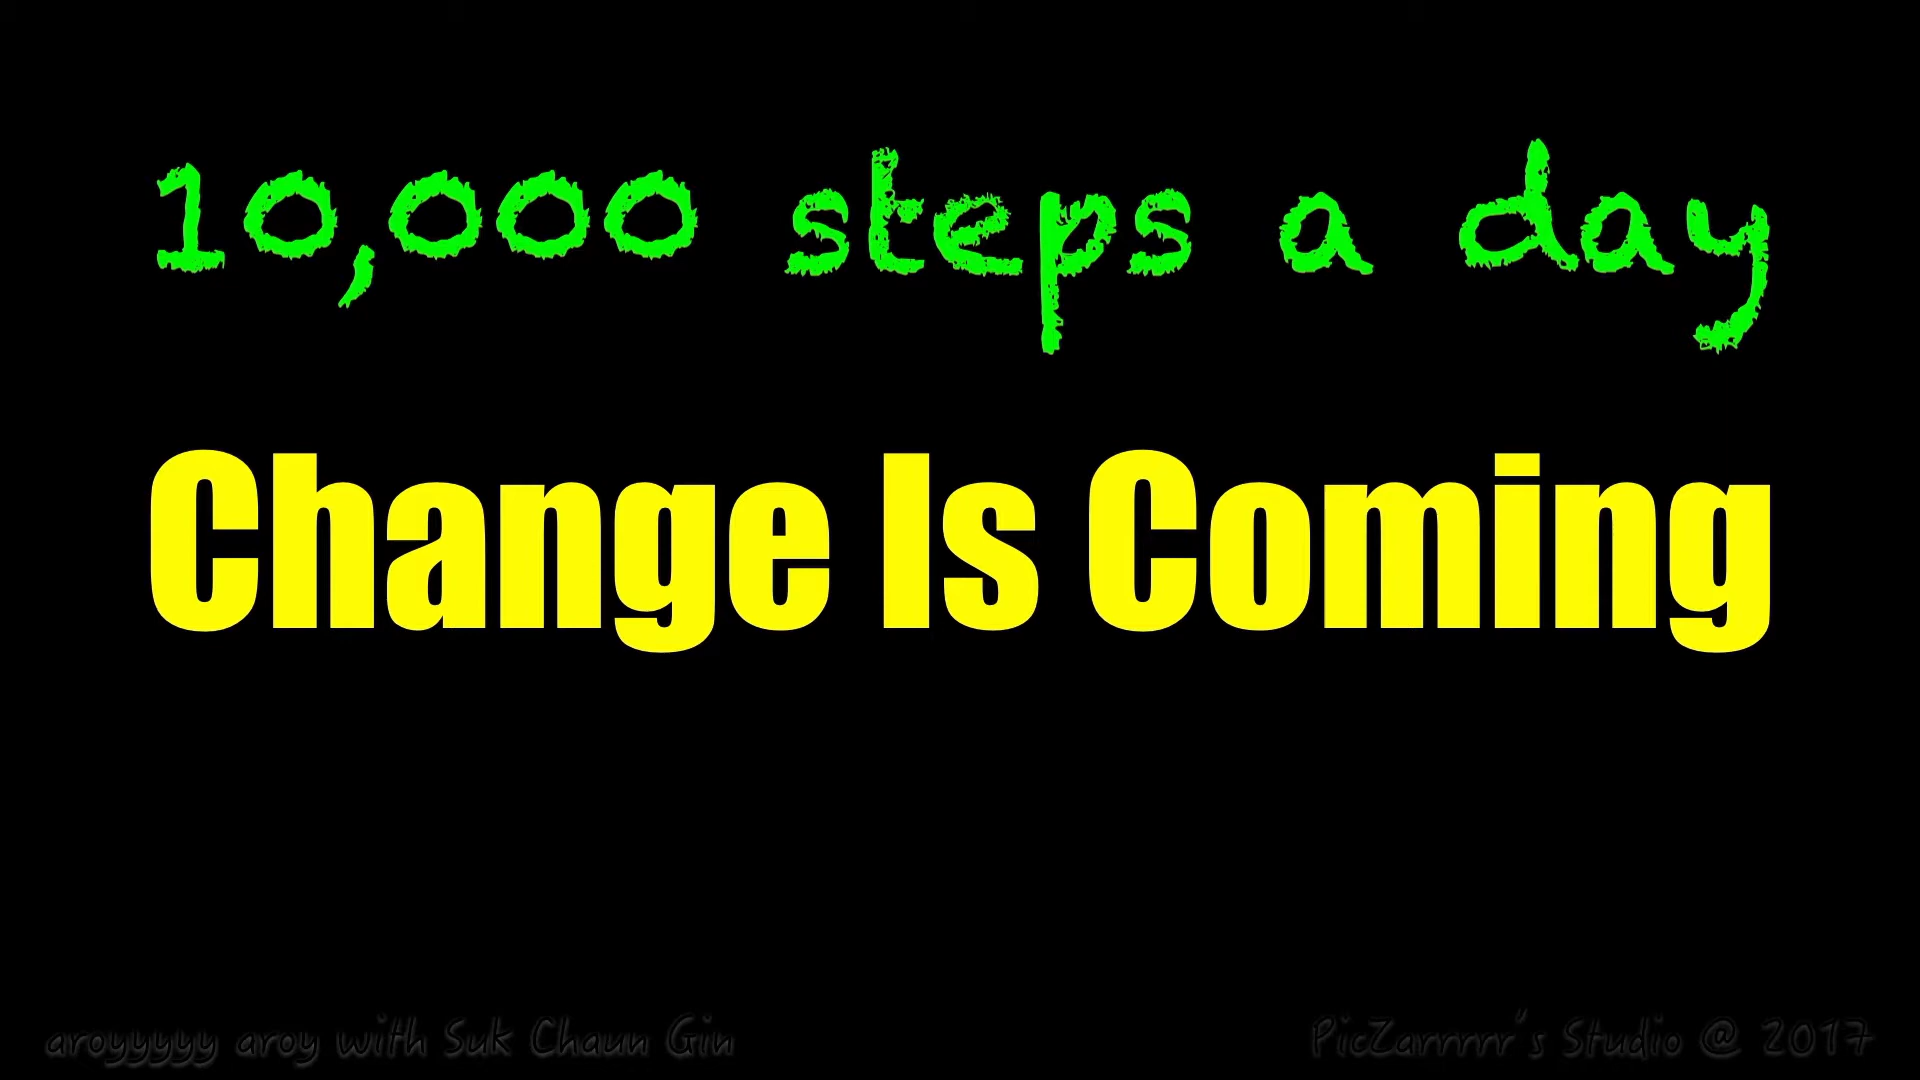 10,000 steps a day
Change Is Coming
aroyyyyy aroy with Suk Chaun Gin
PicZarrrrr's Studio @ 2017